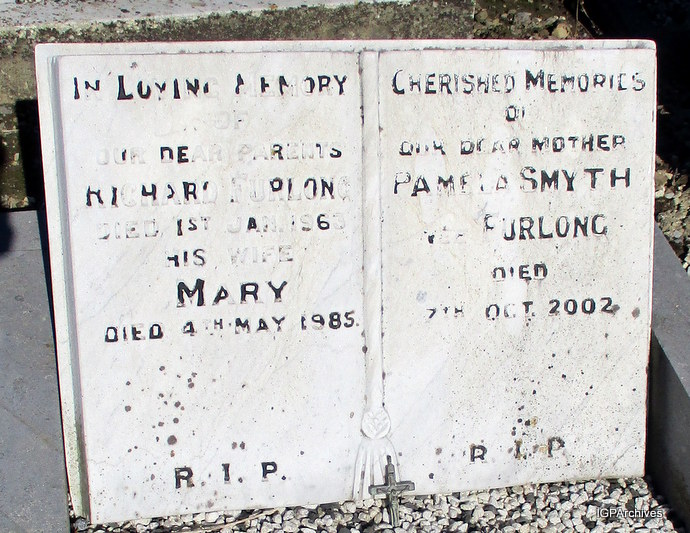 IN LOVING MEMORY
OF
OUR DEAR PARENTS
RICHARD FURLONG
DIED 1ST JAN. 1963
HIS WIFE
MARY
DIED 4TH MAY 1985.
R. I. P.
CHERISHED MEMORIES
OF
OUR DEAR MOTHER
PAMELA SMYTH
NEE FURLONG
DIED
7TH OCT. 2002
R. I. P.
IGPArchives